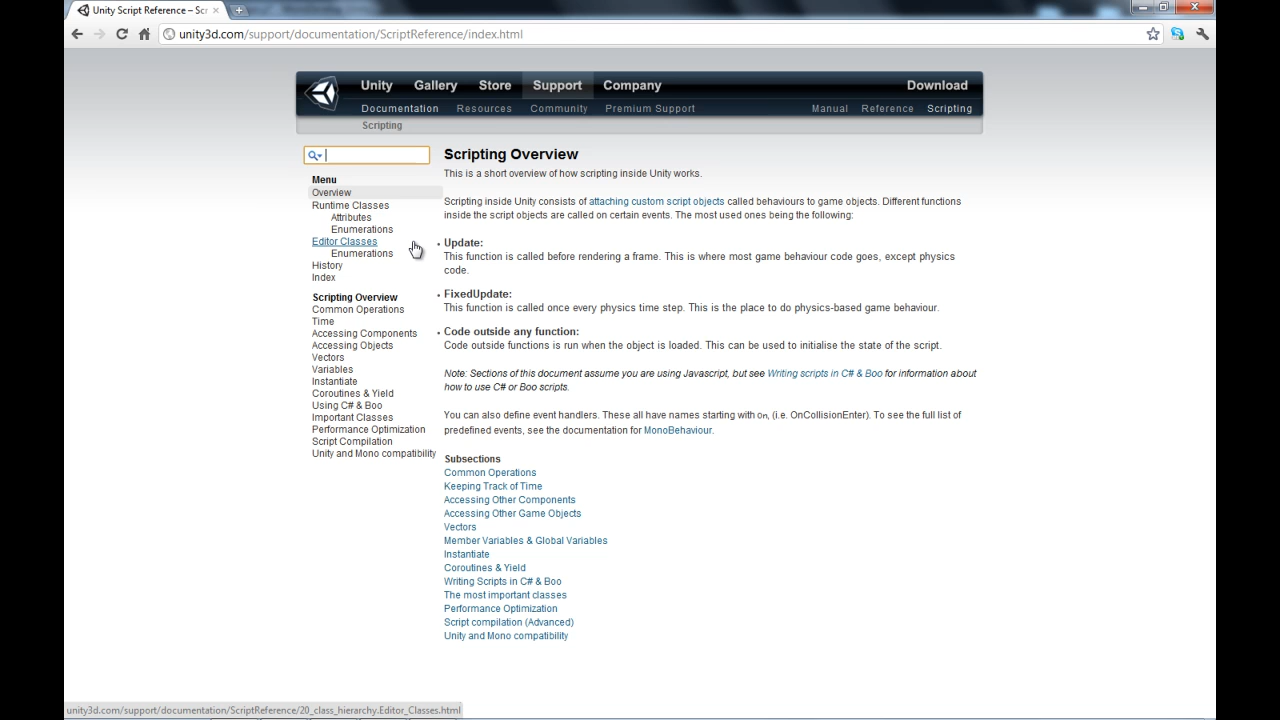 Unity Script Reference – Scr
unity3d.com/support/documentation/ScriptReference/index.html
Unity Gallery Store Support Company Download
Documentation Resources Community Premium Support Manual Reference Scripting
Scripting
Menu
Overview
Runtime Classes
Attributes
Enumerations
Editor Classes
Enumerations
History
Index
Scripting Overview
Common Operations
Time
Accessing Components
Accessing Objects
Vectors
Variables
Instantiate
Coroutines & Yield
Using C# & Boo
Important Classes
Performance Optimization
Script Compilation
Unity and Mono compatibility
Scripting Overview
This is a short overview of how scripting inside Unity works.
Scripting inside Unity consists of attaching custom script objects called behaviours to game objects. Different functions
inside the script objects are called on certain events. The most used ones being the following:
Update:
This function is called before rendering a frame. This is where most game behaviour code goes, except physics
code.
FixedUpdate:
This function is called once every physics time step. This is the place to do physics-based game behaviour.
Code outside any function:
Code outside functions is run when the object is loaded. This can be used to initialise the state of the script.
Note: Sections of this document assume you are using Javascript, but see Writing scripts in C# & Boo for information about
how to use C# or Boo scripts.
You can also define event handlers. These all have names starting with On, (i.e. OnCollisionEnter). To see the full list of
predefined events, see the documentation for MonoBehaviour.
Subsections
Common Operations
Keeping Track of Time
Accessing Other Components
Accessing Other Game Objects
Vectors
Member Variables & Global Variables
Instantiate
Coroutines & Yield
Writing Scripts in C# & Boo
The most important classes
Performance Optimization
Script compilation (Advanced)
Unity and Mono compatibility
unity3d.com/support/documentation/ScriptReference/20_class_hierarchy.Editor_Classes.html